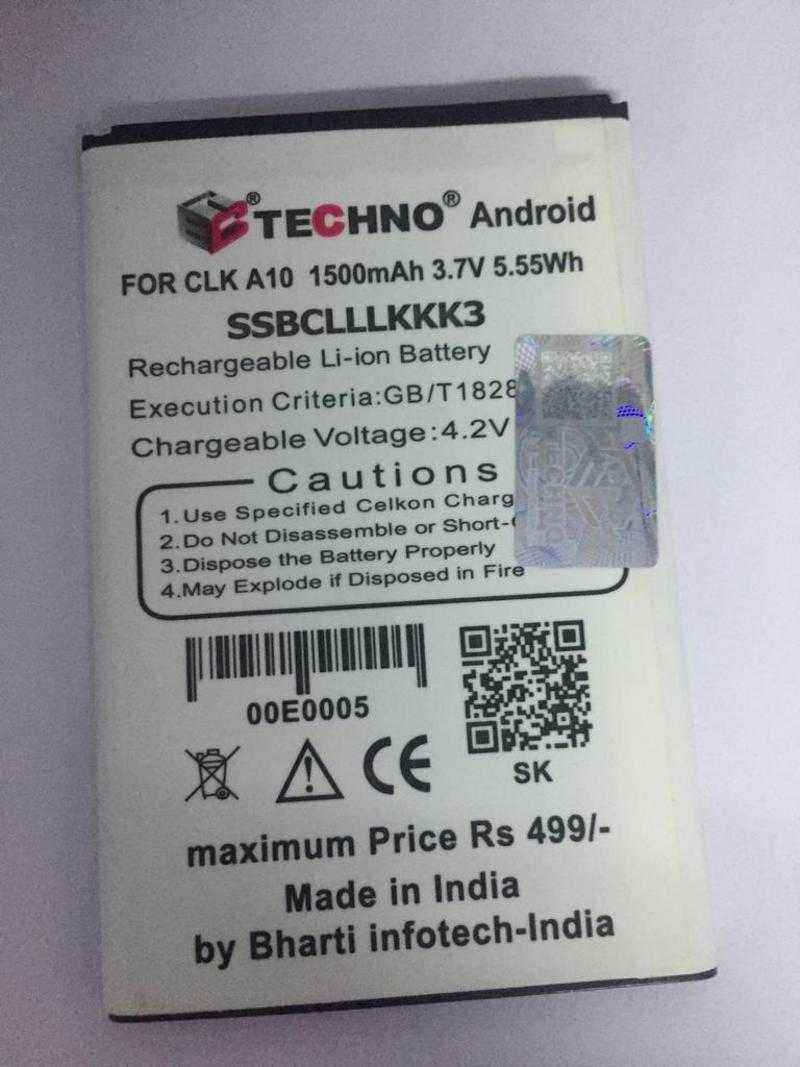 TECHNO® Android
FOR CLK A10 1500mAh 3.7V 5.55Wh
SSBCLLLKKK3
Rechargeable Li-ion Battery
Execution Criteria:GB/T1828
Chargeable Voltage:4.2V
Cautions
1.Use Specified Celkon Charg
2.Do Not Disassemble or Short-
3.Dispose the Battery Properly
4.May Explode if Disposed in Fire
00E0005
CE
SK
maximum Price Rs 499/-
Made in India
by Bharti infotech-India